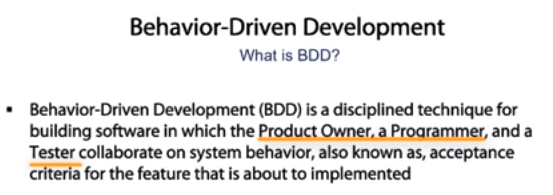 Behavior-Driven Development
What is BDD?
▪ Behavior-Driven Development (BDD) is a disciplined technique for
building software in which the Product Owner, a Programmer, and a
Tester collaborate on system behavior, also known as, acceptance
criteria for the feature that is about to implemented